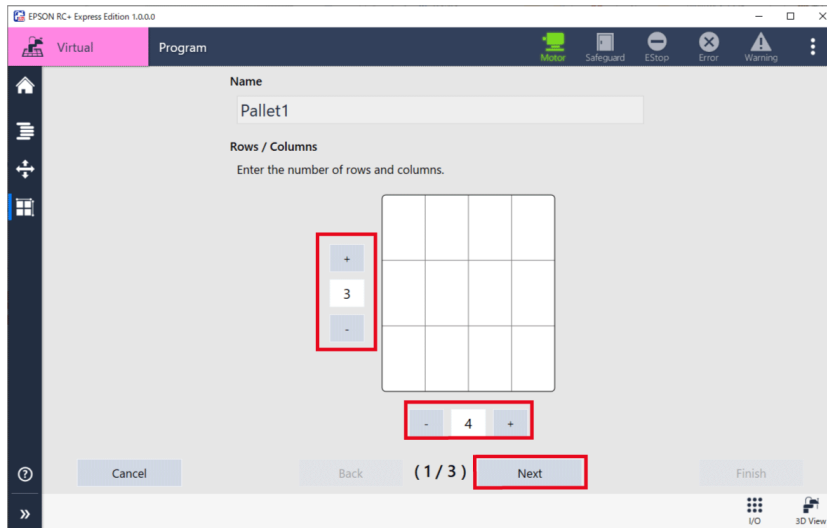 EPSON RC+ Express Edition 1.0.0.0
Virtual
Program
Motor
Safeguard
EStop
Error
Warning
Name
Pallet1
Rows / Columns
Enter the number of rows and columns.
+
3
-
- 4 +
Cancel
Back
( 1 / 3 )
Next
Finish
I/O
3D View